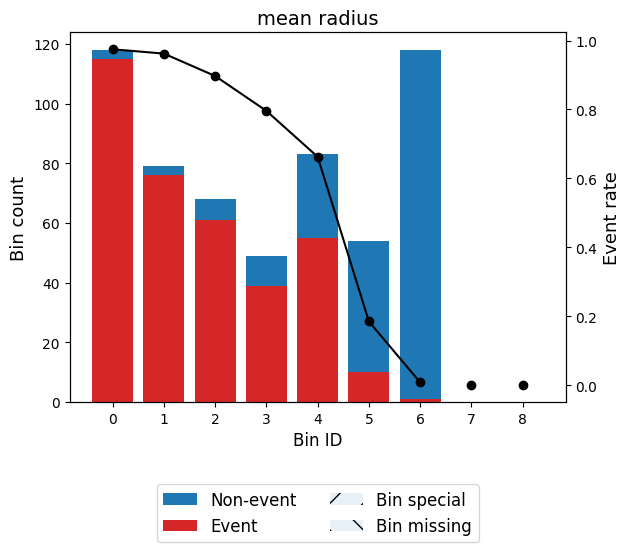 mean radius
120
100
80
60
40
20
0
Bin count
1.0
0.8
0.6
0.4
0.2
0.0
Event rate
0 1 2 3 4 5 6 7 8
Bin ID
Non-event Bin special
Event Bin missing